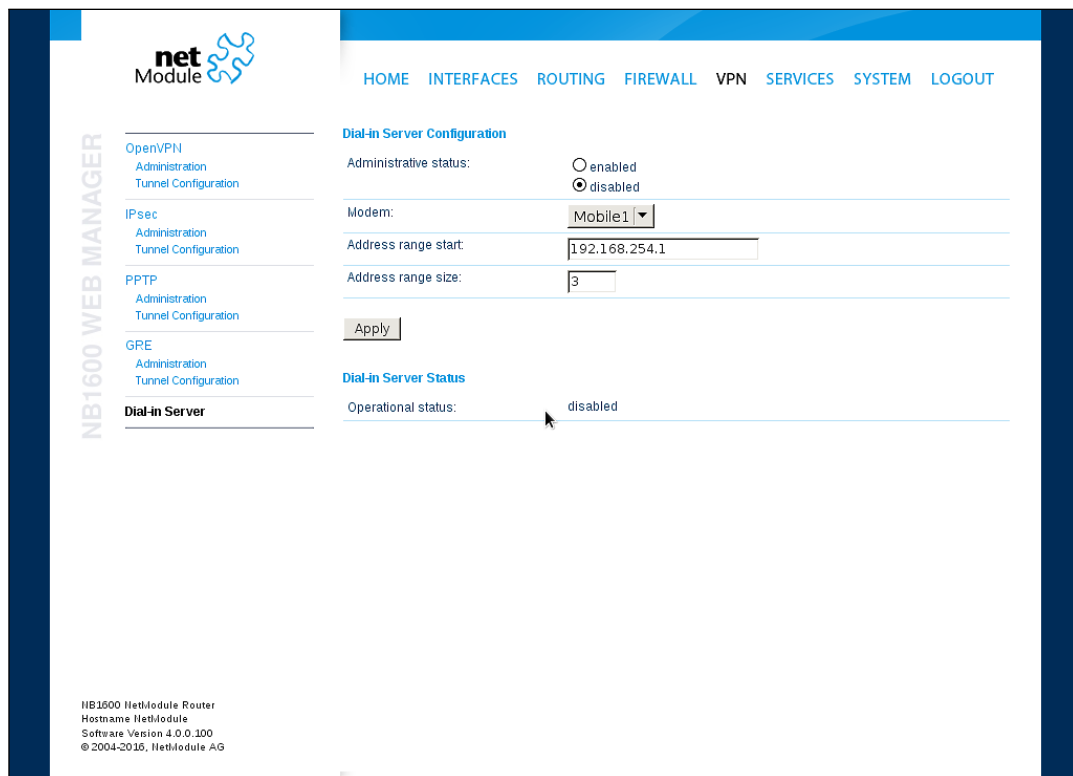 net
Module
HOME INTERFACES ROUTING FIREWALL VPN SERVICES SYSTEM LOGOUT
NB1600 WEB MANAGER
OpenVPN
Administration
Tunnel Configuration
IPsec
Administration
Tunnel Configuration
PPTP
Administration
Tunnel Configuration
GRE
Administration
Tunnel Configuration
Dial-in Server
Dial-in Server Configuration
Administrative status:
enabled
disabled
Modem: Mobile1
Address range start: 192.168.254.1
Address range size: 3
Apply
Dial-in Server Status
Operational status: disabled
NB1600 NetModule Router
Hostname NetModule
Software Version 4.0.0.100
© 2004-2016, NetModule AG